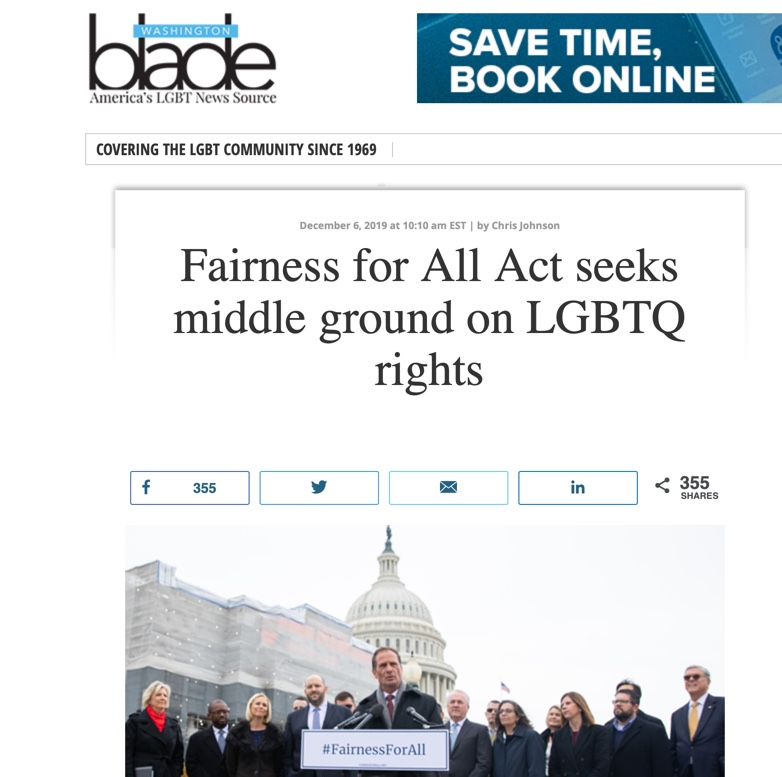 WASHINGTON
blade
America's LGBT News Source
SAVE TIME,
BOOK ONLINE
COVERING THE LGBT COMMUNITY SINCE 1969
December 6, 2019 at 10:10 am EST | by Chris Johnson
Fairness for All Act seeks
middle ground on LGBTQ
rights
355
355
SHARES
#FairnessForAll